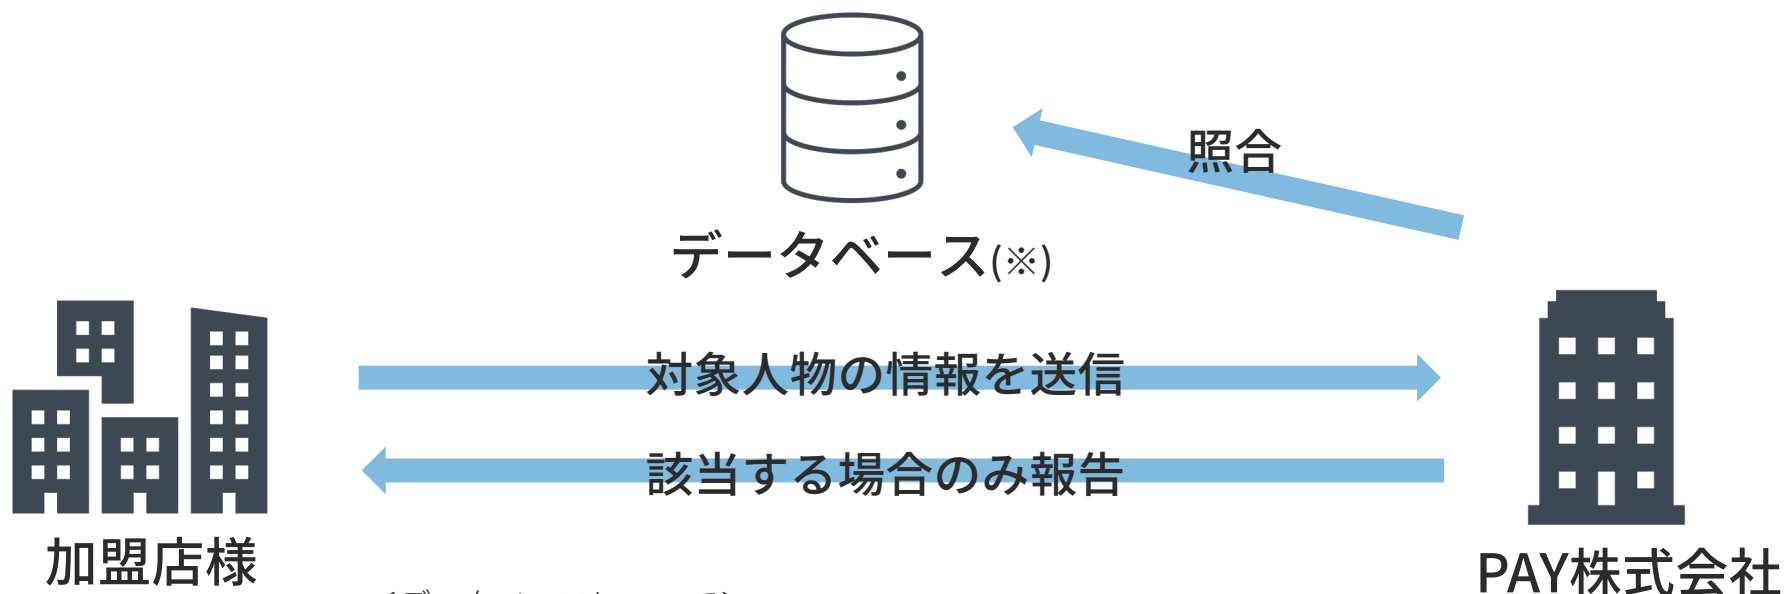 照合
データベース(※)
対象人物の情報を送信
該当する場合のみ報告
加盟店様
PAY株式会社